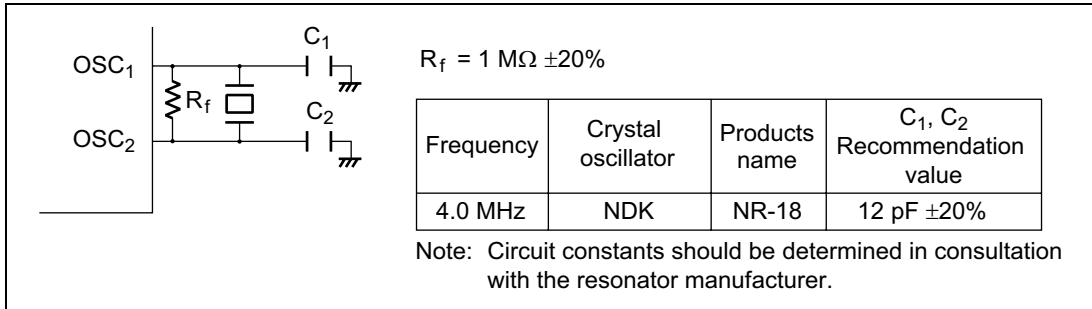 OSC1
OSC2
Rf
C1
C2
Rf = 1 MΩ ±20%
Frequency
Crystal oscillator
Products name
C1, C2 Recommendation value
4.0 MHz
NDK
NR-18
12 pF ±20%
Note: Circuit constants should be determined in consultation
with the resonator manufacturer.